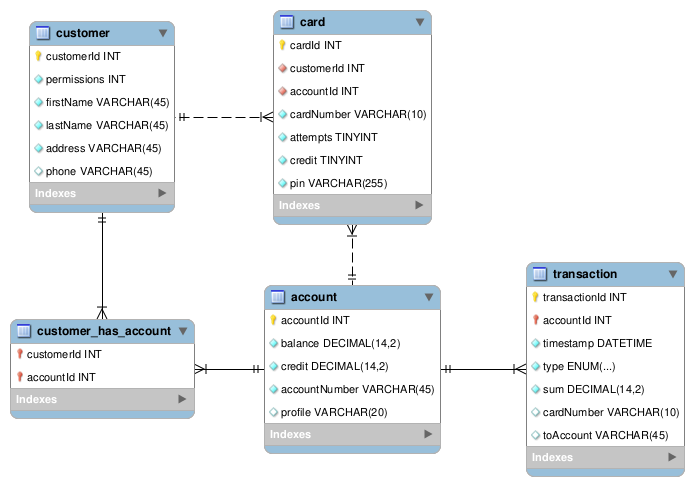 customer
customerId INT
permissions INT
firstName VARCHAR(45)
lastName VARCHAR(45)
address VARCHAR(45)
phone VARCHAR(45)
Indexes
card
cardId INT
customerId INT
accountId INT
cardNumber VARCHAR(10)
attempts TINYINT
credit TINYINT
pin VARCHAR(255)
Indexes
customer_has_account
customerId INT
accountId INT
Indexes
account
accountId INT
balance DECIMAL(14,2)
credit DECIMAL(14,2)
accountNumber VARCHAR(45)
profile VARCHAR(20)
Indexes
transaction
transactionId INT
accountId INT
timestamp DATETIME
type ENUM(...)
sum DECIMAL(14,2)
cardNumber VARCHAR(10)
toAccount VARCHAR(45)
Indexes